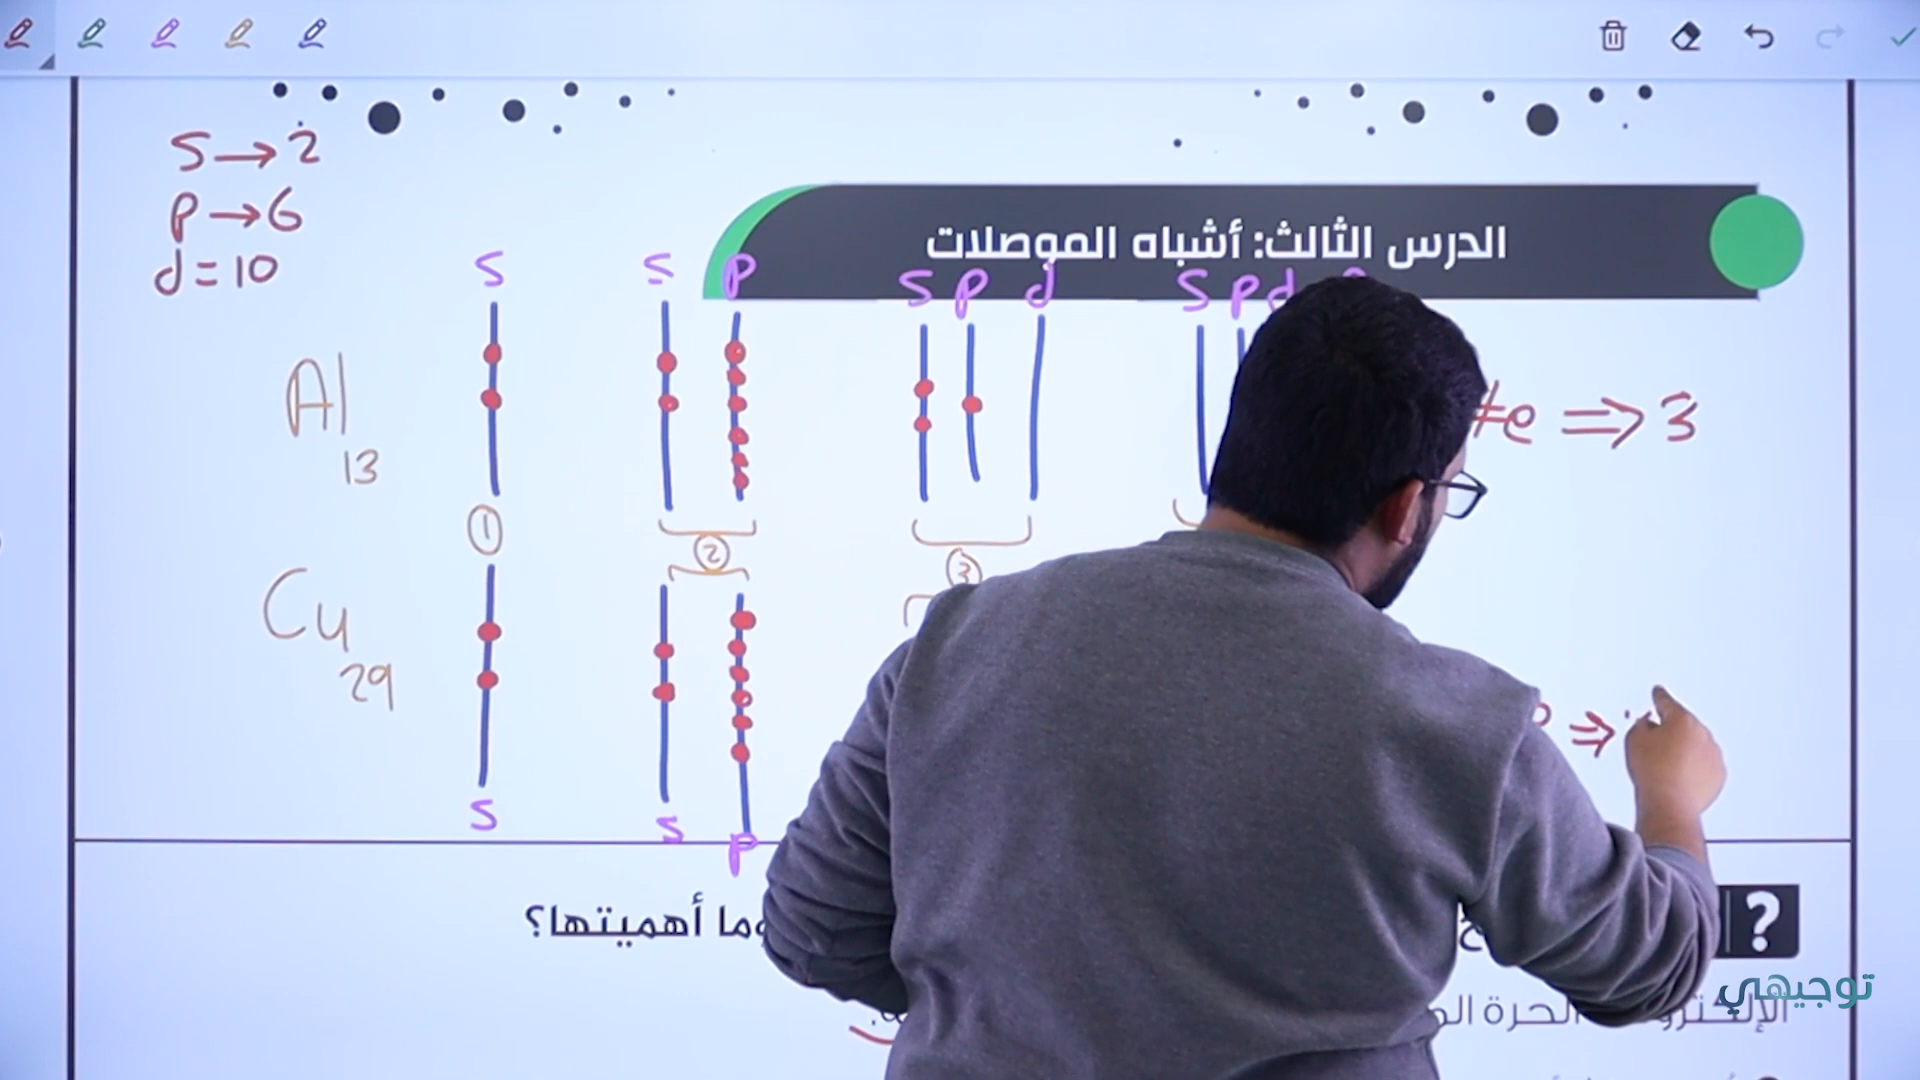 S → 2
P → 6
d = 10
الدرس الثالث: أشباه الموصلات
S S P S P d S P d
Al 13
#e ⇒ 3
1 2 3
Cu 29
⇒
S S P
?
وما أهميتها؟
توجيهي
الحرة